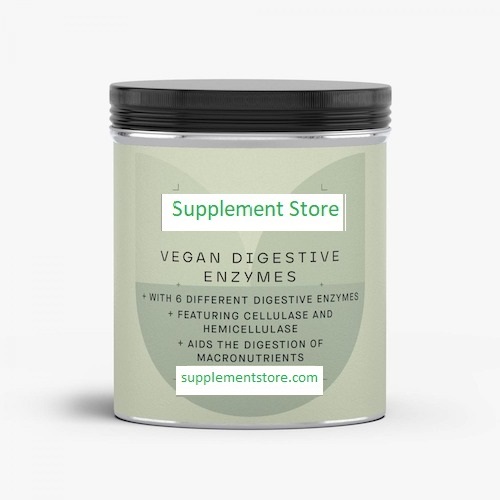 Supplement Store
VEGAN DIGESTIVE
ENZYMES
+ WITH 6 DIFFERENT DIGESTIVE ENZYMES
+ FEATURING CELLULASE AND
HEMICELLULASE
+ AIDS THE DIGESTION OF
MACRONUTRIENTS
supplementstore.com